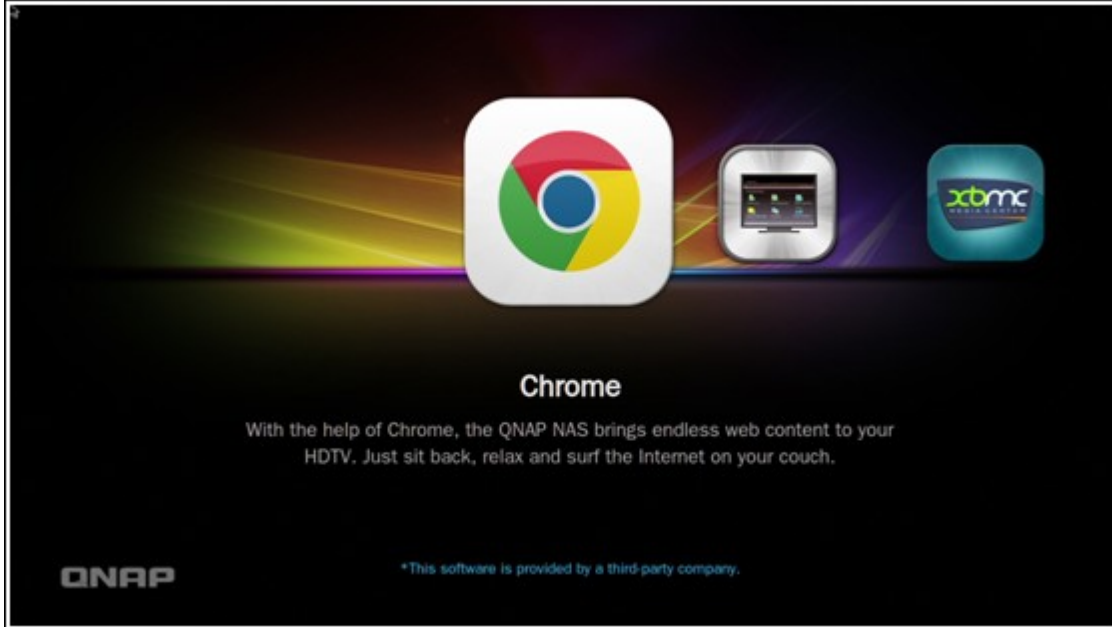 xbmc
MEDIA CENTER
Chrome
With the help of Chrome, the QNAP NAS brings endless web content to your
HDTV. Just sit back, relax and surf the Internet on your couch.
*This software is provided by a third-party company.
QNAP